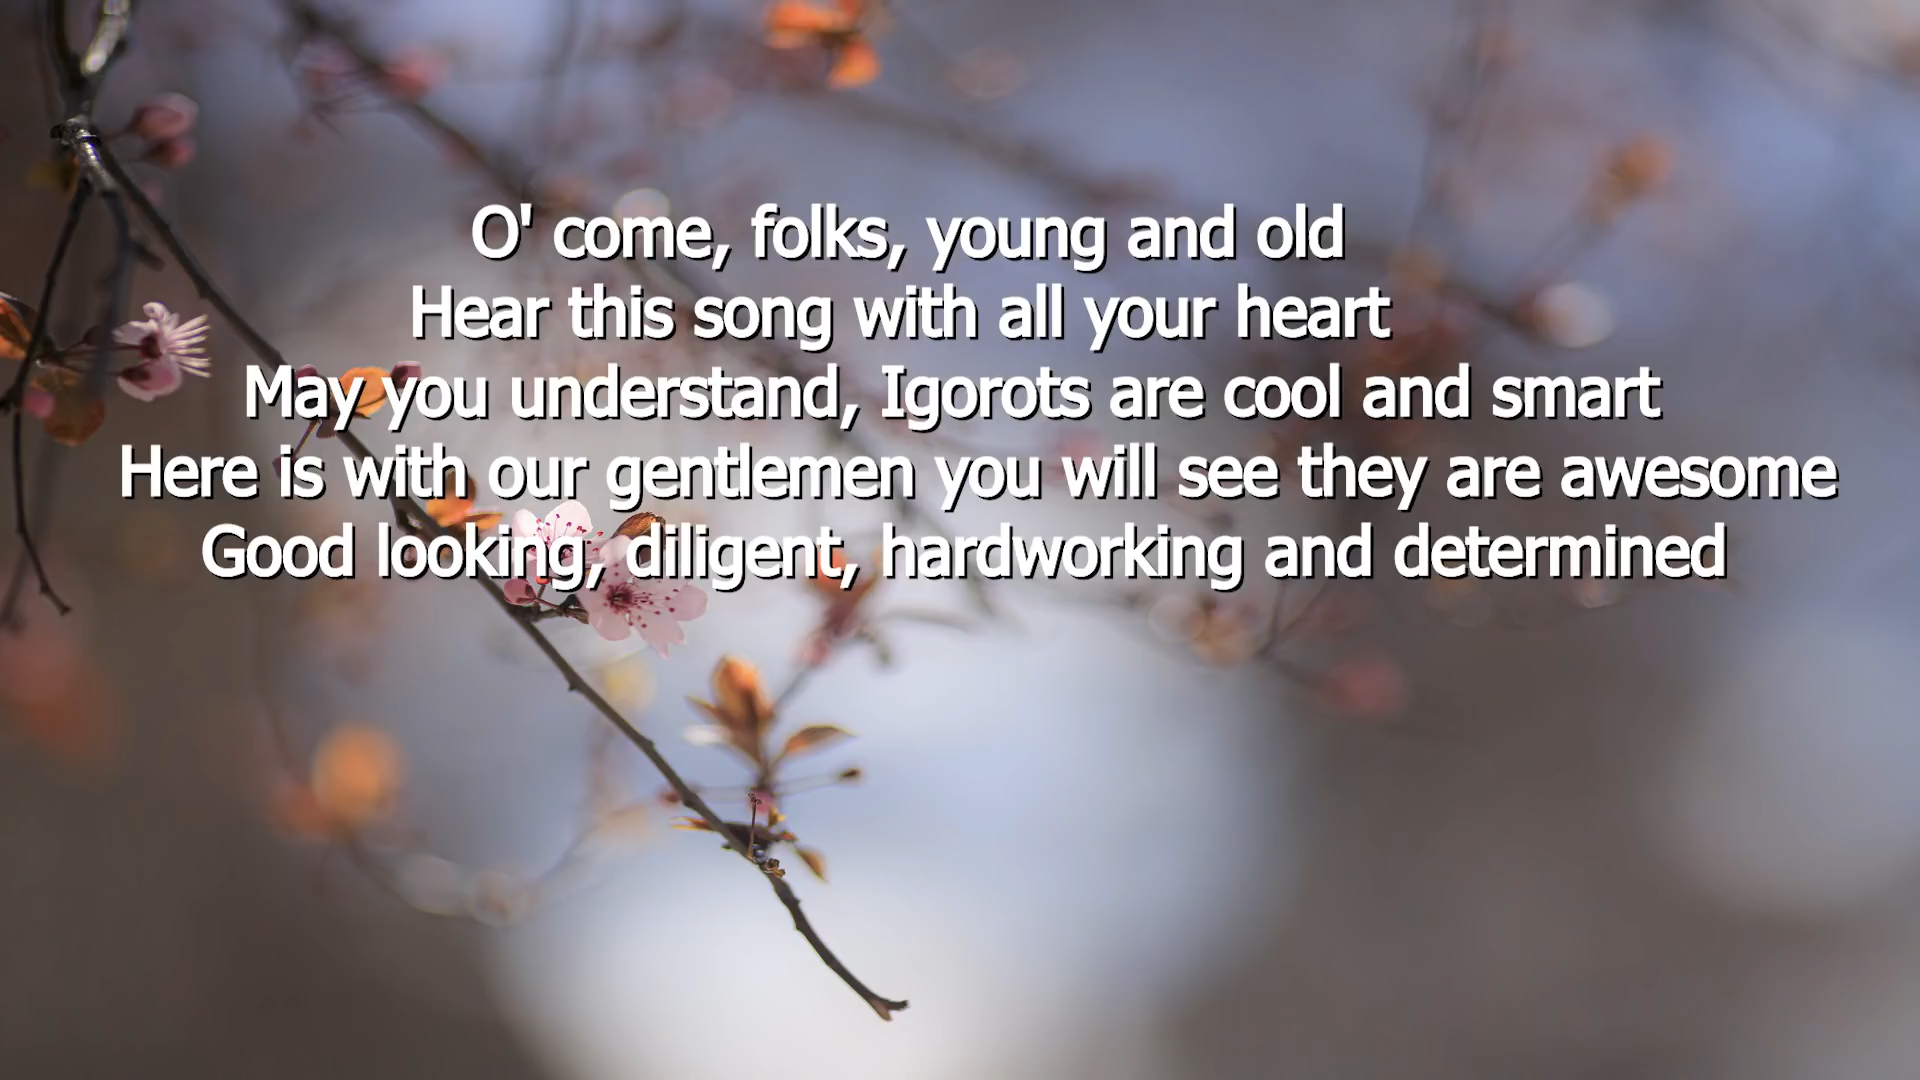 O' come, folks, young and old
Hear this song with all your heart
May you understand, Igorots are cool and smart
Here is with our gentlemen you will see they are awesome
Good looking, diligent, hardworking and determined